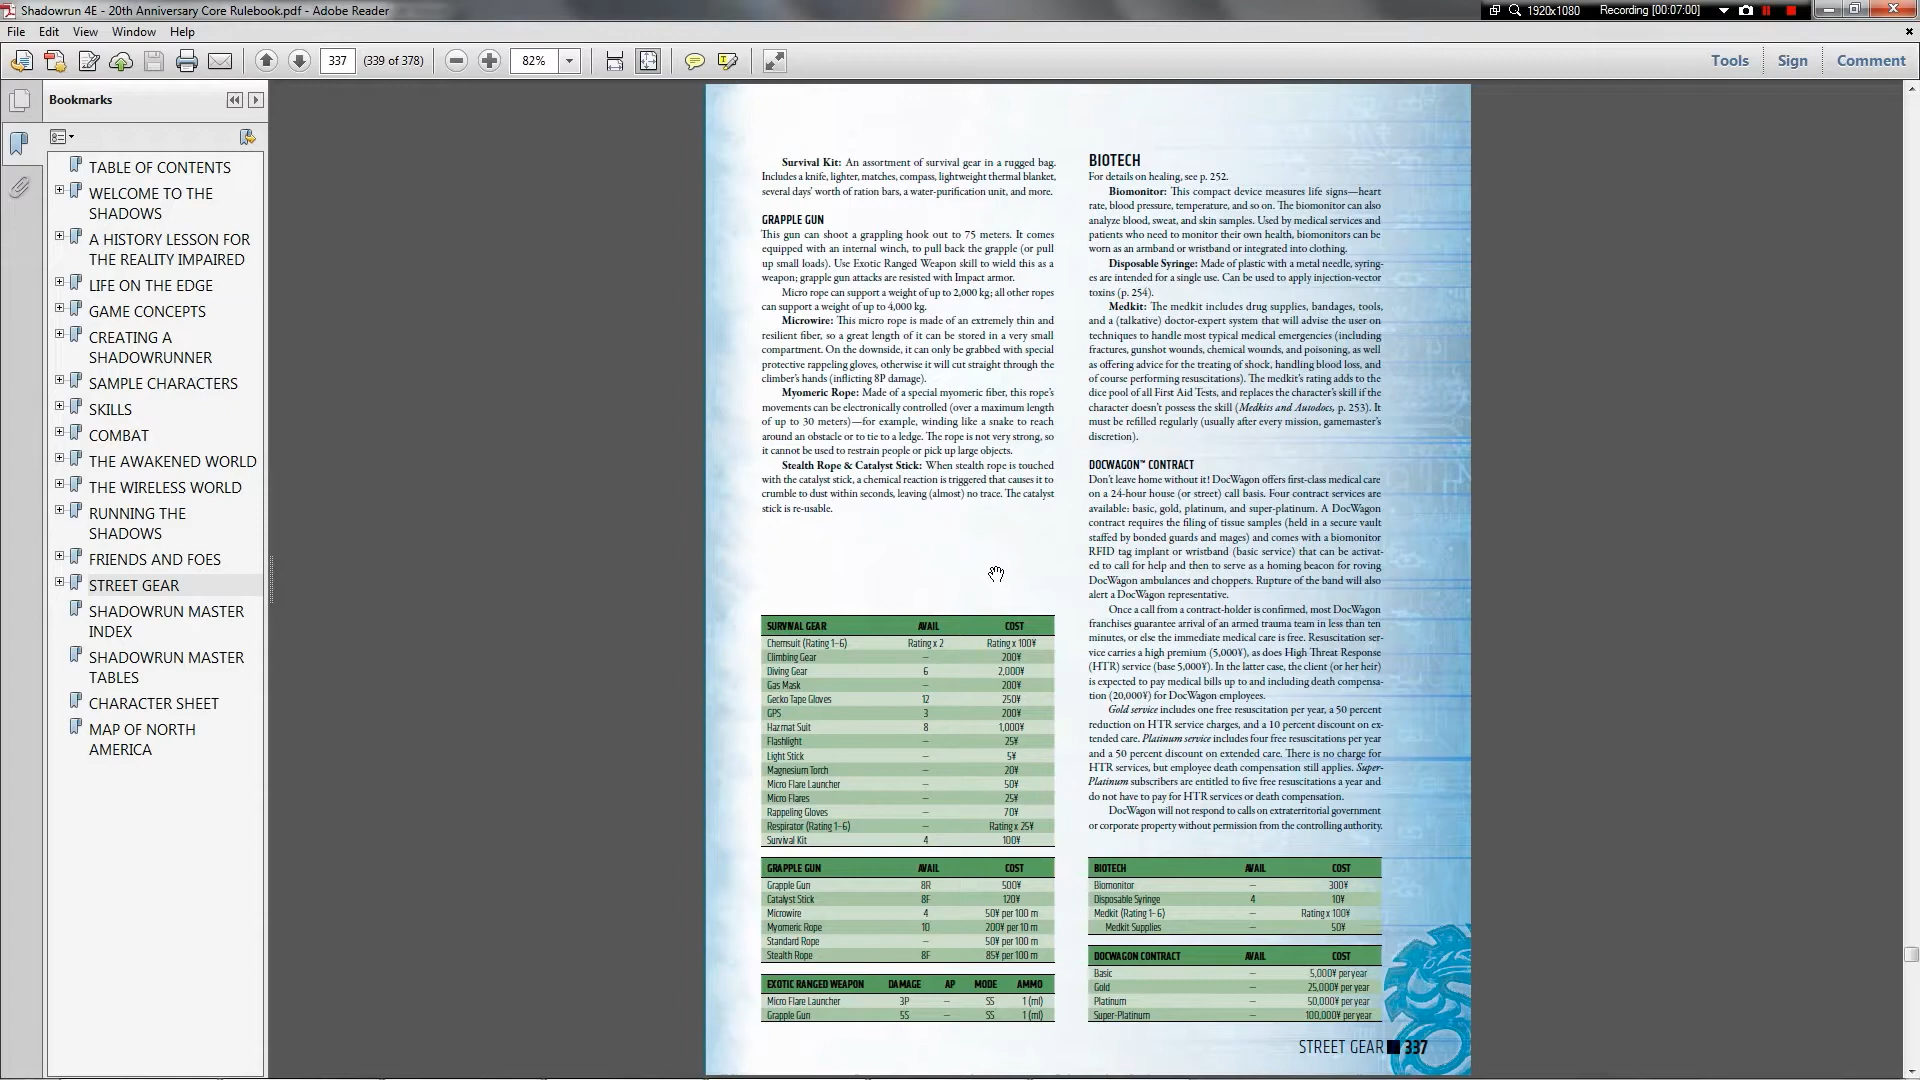 Shadowrun 4E - 20th Anniversary Core Rulebook.pdf - Adobe Reader
1920x1080
Recording [00:07:00]
File Edit View Window Help
337 (339 of 378) 82%
Tools Sign Comment
Bookmarks
TABLE OF CONTENTS
WELCOME TO THE
SHADOWS
A HISTORY LESSON FOR
THE REALITY IMPAIRED
LIFE ON THE EDGE
GAME CONCEPTS
CREATING A
SHADOWRUNNER
SAMPLE CHARACTERS
SKILLS
COMBAT
THE AWAKENED WORLD
THE WIRELESS WORLD
RUNNING THE
SHADOWS
FRIENDS AND FOES
STREET GEAR
SHADOWRUN MASTER
INDEX
SHADOWRUN MASTER
TABLES
CHARACTER SHEET
MAP OF NORTH
AMERICA
Survival Kit: An assortment of survival gear in a rugged bag.
Includes a knife, lighter, matches, compass, lightweight thermal blanket,
several days' worth of ration bars, a water-purification unit, and more.
GRAPPLE GUN
This gun can shoot a grappling hook out to 75 meters. It comes
equipped with an internal winch, to pull back the grapple (or pull
up small loads). Use Exotic Ranged Weapon skill to wield this as a
weapon; grapple gun attacks are resisted with Impact armor.
Micro rope can support a weight of up to 2,000 kg; all other ropes
can support a weight of up to 4,000 kg.
Microwire: This micro rope is made of an extremely thin and
resilient fiber, so a great length of it can be stored in a very small
compartment. On the downside, it can only be grabbed with special
protective rappeling gloves, otherwise it will cut straight through the
climber's hands (inflicting 8P damage).
Myomeric Rope: Made of a special myomeric fiber, this rope's
movements can be electronically controlled (over a maximum length
of up to 30 meters)—for example, winding like a snake to reach
around an obstacle or to tie to a ledge. The rope is not very strong, so
it cannot be used to restrain people or pick up large objects.
Stealth Rope & Catalyst Stick: When stealth rope is touched
with the catalyst stick, a chemical reaction is triggered that causes it to
crumble to dust within seconds, leaving (almost) no trace. The catalyst
stick is re-usable.
SURVIVAL GEAR AVAIL COST
Chemsuit (Rating 1–6) Rating x 2 Rating x 100¥
Climbing Gear — 200¥
Diving Gear 6 2,000¥
Gas Mask — 200¥
Gecko Tape Gloves 12 250¥
GPS 3 200¥
Hazmat Suit 8 1,000¥
Flashlight — 25¥
Light Stick — 5¥
Magnesium Torch — 20¥
Micro Flare Launcher — 50¥
Micro Flares — 25¥
Rappeling Gloves — 70¥
Respirator (Rating 1–6) — Rating x 25¥
Survival Kit 4 100¥
GRAPPLE GUN AVAIL COST
Grapple Gun 8R 500¥
Catalyst Stick 8F 120¥
Microwire 4 50¥ per 100 m
Myomeric Rope 10 200¥ per 10 m
Standard Rope — 50¥ per 100 m
Stealth Rope 8F 85¥ per 100 m
EXOTIC RANGED WEAPON DAMAGE AP MODE AMMO
Micro Flare Launcher 3P — SS 1 (ml)
Grapple Gun 5S — SS 1 (ml)
BIOTECH
For details on healing, see p. 252.
Biomonitor: This compact device measures life signs—heart
rate, blood pressure, temperature, and so on. The biomonitor can also
analyze blood, sweat, and skin samples. Used by medical services and
patients who need to monitor their own health, biomonitors can be
worn as an armband or wristband or integrated into clothing.
Disposable Syringe: Made of plastic with a metal needle, syring-
es are intended for a single use. Can be used to apply injection-vector
toxins (p. 254).
Medkit: The medkit includes drug supplies, bandages, tools,
and a (talkative) doctor-expert system that will advise the user on
techniques to handle most typical medical emergencies (including
fractures, gunshot wounds, chemical wounds, and poisoning, as well
as offering advice for the treating of shock, handling blood loss, and
of course performing resuscitations). The medkit's rating adds to the
dice pool of all First Aid Tests, and replaces the character's skill if the
character doesn't possess the skill (Medkits and Autodocs, p. 253). It
must be refilled regularly (usually after every mission, gamemaster's
discretion).
DOCWAGON™ CONTRACT
Don't leave home without it! DocWagon offers first-class medical care
on a 24-hour house (or street) call basis. Four contract services are
available: basic, gold, platinum, and super-platinum. A DocWagon
contract requires the filing of tissue samples (held in a secure vault
staffed by bonded guards and mages) and comes with a biomonitor
RFID tag implant or wristband (basic service) that can be activat-
ed to call for help and then to serve as a homing beacon for roving
DocWagon ambulances and choppers. Rupture of the band will also
alert a DocWagon representative.
Once a call from a contract-holder is confirmed, most DocWagon
franchises guarantee arrival of an armed trauma team in less than ten
minutes, or else the immediate medical care is free. Resuscitation ser-
vice carries a high premium (5,000¥), as does High Threat Response
(HTR) service (base 5,000¥). In the latter case, the client (or her heir)
is expected to pay medical bills up to and including death compensa-
tion (20,000¥) for DocWagon employees.
Gold service includes one free resuscitation per year, a 50 percent
reduction on HTR service charges, and a 10 percent discount on ex-
tended care. Platinum service includes four free resuscitations per year
and a 50 percent discount on extended care. There is no charge for
HTR services, but employee death compensation still applies. Super-
Platinum subscribers are entitled to five free resuscitations a year and
do not have to pay for HTR services or death compensation.
DocWagon will not respond to calls on extraterritorial government
or corporate property without permission from the controlling authority.
BIOTECH AVAIL COST
Biomonitor — 300¥
Disposable Syringe 4 10¥
Medkit (Rating 1–6) — Rating x 100¥
Medkit Supplies — 50¥
DOCWAGON CONTRACT AVAIL COST
Basic — 5,000¥ per year
Gold — 25,000¥ per year
Platinum — 50,000¥ per year
Super-Platinum — 100,000¥ per year
STREET GEAR 337